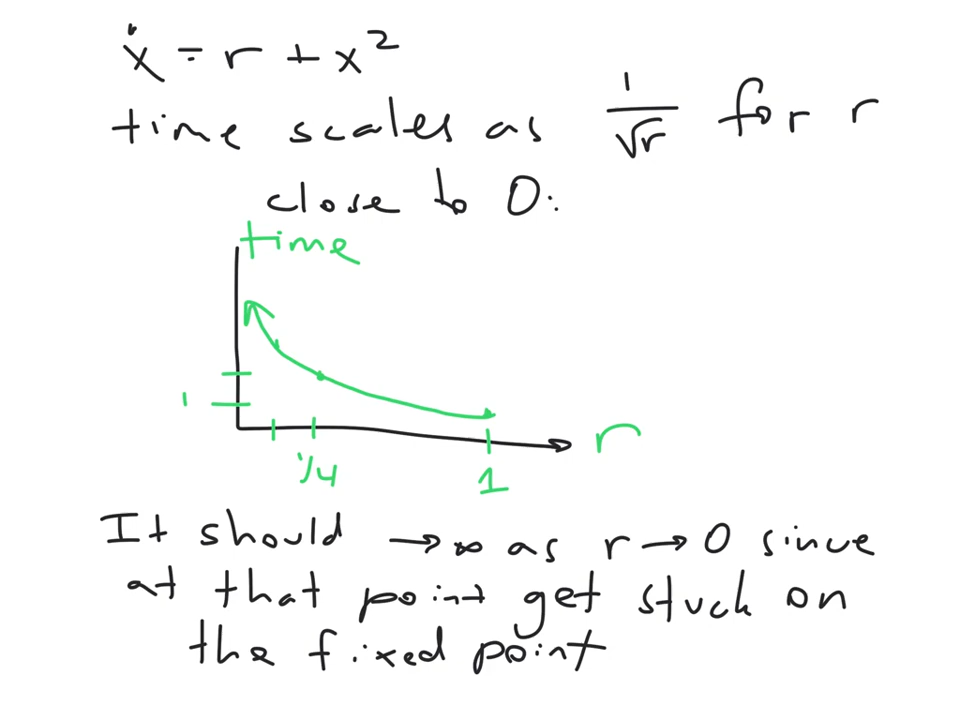 ẋ = r + x²
time scales as 1/√r for r
close to 0:
time
1
r
1/4
1
It should → ∞ as r → 0 since
at that point get stuck on
the fixed point